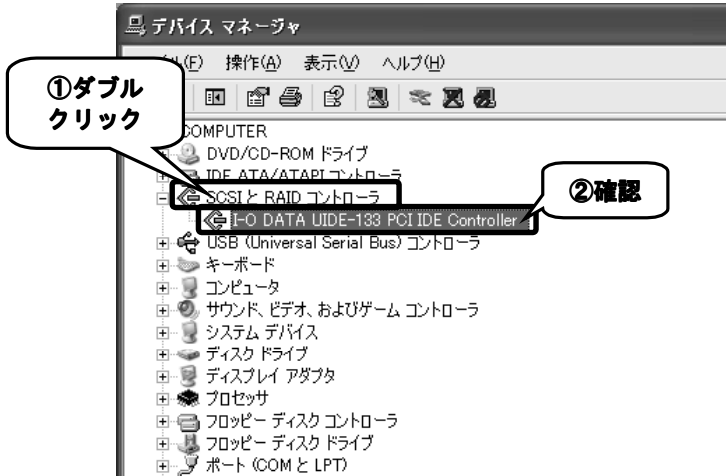 デバイス マネージャ
ル(F) 操作(A) 表示(V) ヘルプ(H)
①ダブル
クリック
COMPUTER
DVD/CD-ROM ドライブ
IDE ATA/ATAPI コントローラ
SCSI と RAID コントローラ
②確認
I-O DATA UIDE-133 PCI IDE Controller
USB (Universal Serial Bus) コントローラ
キーボード
コンピュータ
サウンド、ビデオ、およびゲーム コントローラ
システム デバイス
ディスク ドライブ
ディスプレイ アダプタ
プロセッサ
フロッピー ディスク コントローラ
フロッピー ディスク ドライブ
ポート (COM と LPT)